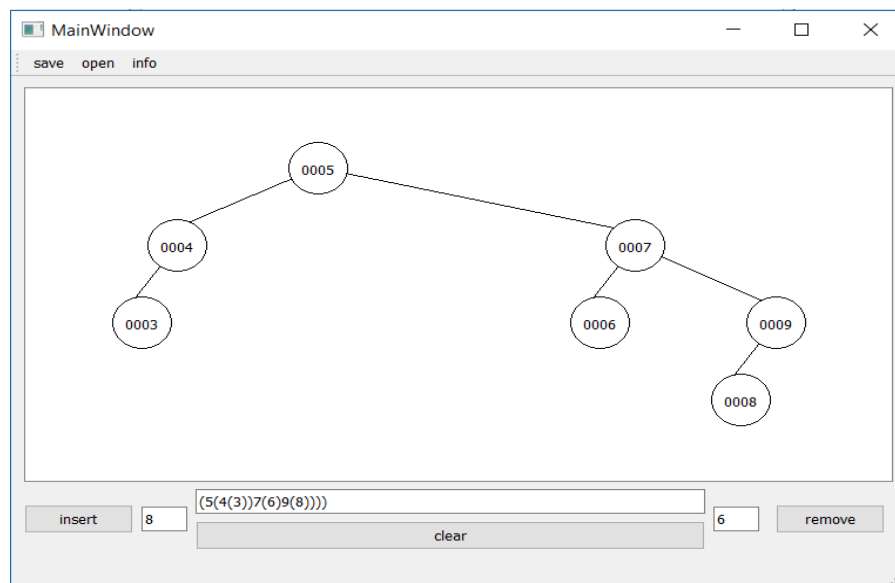 MainWindow
save open info
0005
0004 0007
0003 0006 0009
0008
(5(4(3))7(6)9(8))))
insert 8 6 remove
clear